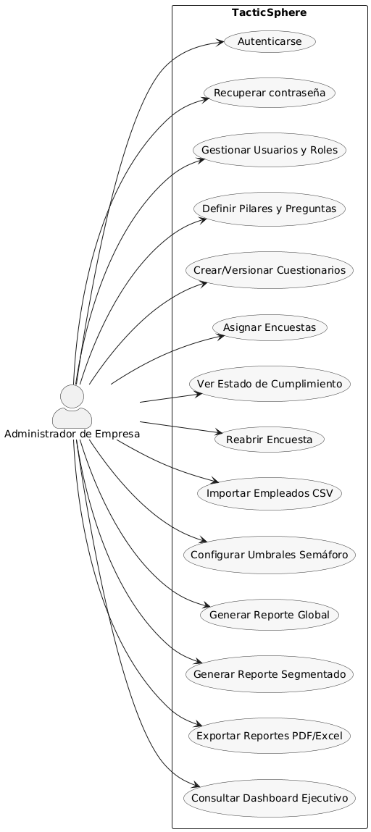 TacticSphere
Autenticarse
Recuperar contraseña
Gestionar Usuarios y Roles
Definir Pilares y Preguntas
Crear/Versionar Cuestionarios
Asignar Encuestas
Ver Estado de Cumplimiento
Administrador de Empresa
Reabrir Encuesta
Importar Empleados CSV
Configurar Umbrales Semáforo
Generar Reporte Global
Generar Reporte Segmentado
Exportar Reportes PDF/Excel
Consultar Dashboard Ejecutivo